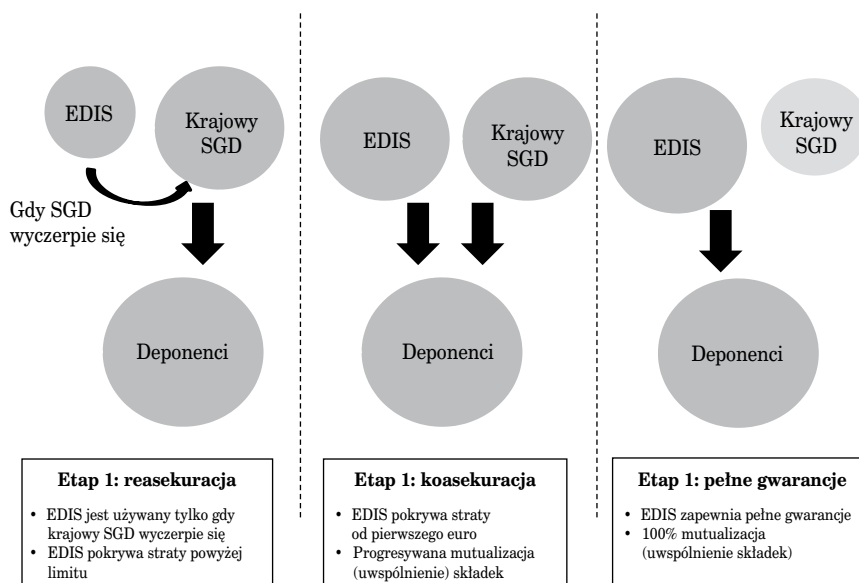 EDIS
Krajowy
SGD
Gdy SGD
wyczerpie się
Deponenci
Etap 1: reasekuracja
• EDIS jest używany tylko gdy
krajowy SGD wyczerpie się
• EDIS pokrywa straty powyżej
limitu
EDIS
Krajowy
SGD
Deponenci
Etap 1: koasekuracja
• EDIS pokrywa straty
od pierwszego euro
• Progresywana mutualizacja
(uwspólnienie) składek
EDIS
Krajowy
SGD
Deponenci
Etap 1: pełne gwarancje
• EDIS zapewnia pełne gwarancje
• 100% mutualizacja
(uwspólnienie składek)